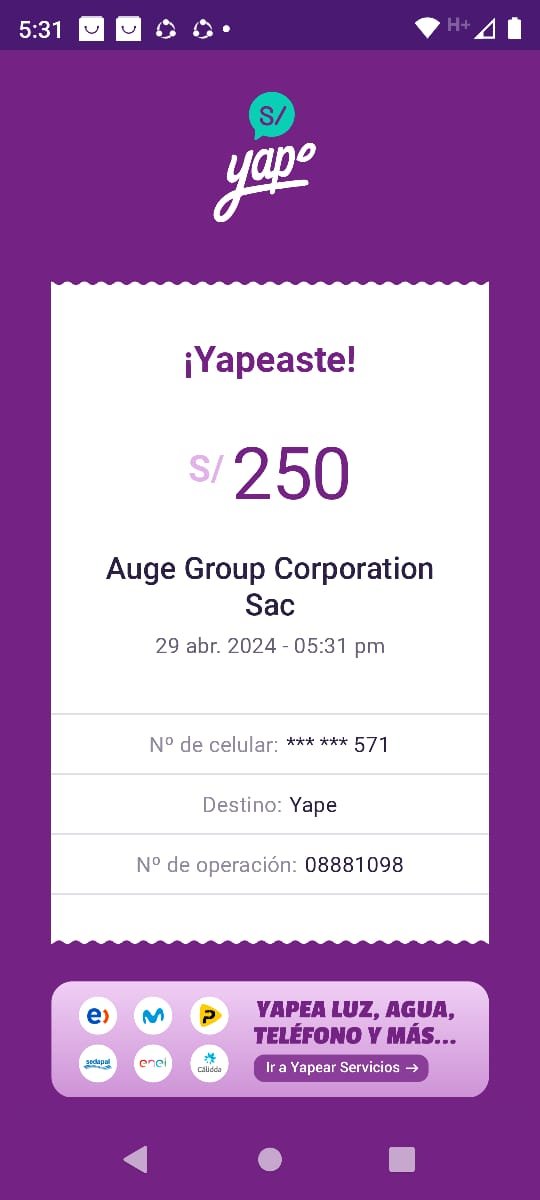 5:31
H+
S/
yape
¡Yapeaste!
S/ 250
Auge Group Corporation
Sac
29 abr. 2024 - 05:31 pm
Nº de celular: *** *** 571
Destino: Yape
Nº de operación: 08881098
YAPEA LUZ, AGUA,
TELÉFONO Y MÁS...
Ir a Yapear Servicios →
e)
sedapal
enel
Cálidda